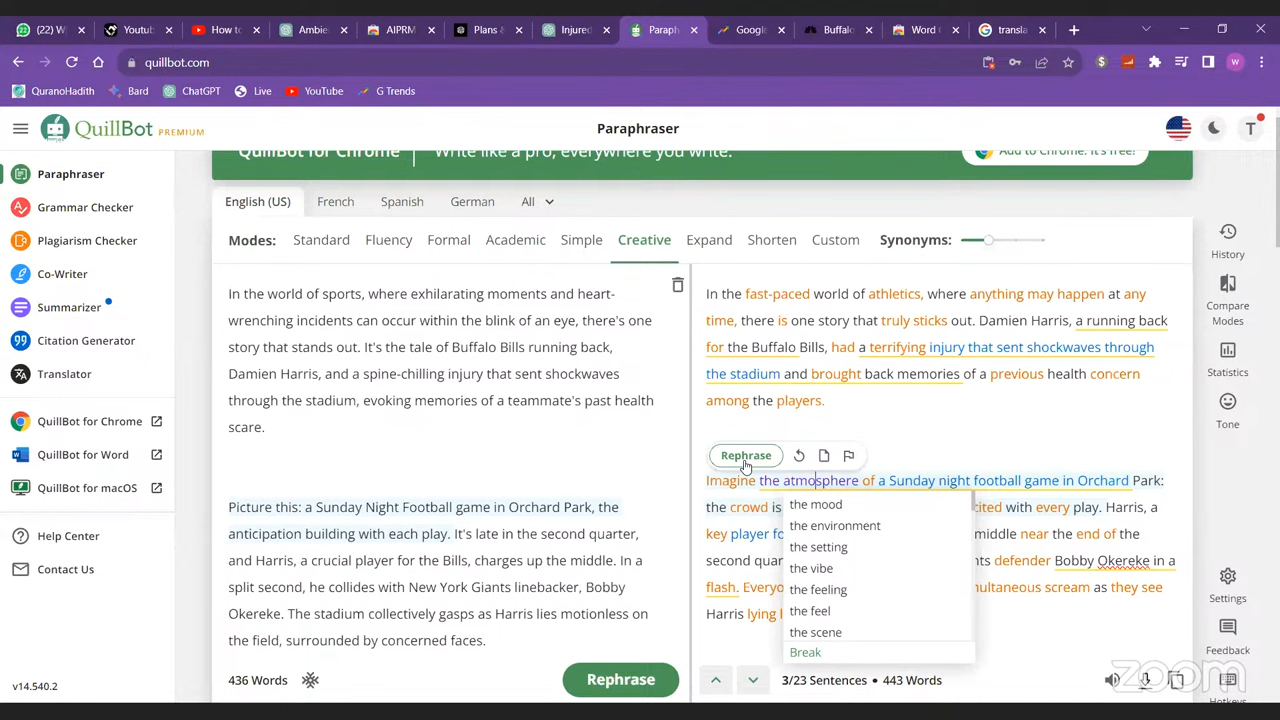 (22) W
Youtub
How to
Ambie
AIPRM
Plans &
Injured
Paraph
Google
Buffalo
Word C
transla
quillbot.com
QuranoHadith
Bard
ChatGPT
Live
YouTube
G Trends
QuillBot PREMIUM
Paraphraser
T
QuillBot for Chrome
Write like a pro, everywhere you write.
Add to Chrome. It's free!
Paraphraser
Grammar Checker
Plagiarism Checker
Co-Writer
Summarizer
Citation Generator
Translator
QuillBot for Chrome
QuillBot for Word
QuillBot for macOS
Help Center
Contact Us
v14.540.2
English (US)
French
Spanish
German
All
Modes:
Standard
Fluency
Formal
Academic
Simple
Creative
Expand
Shorten
Custom
Synonyms:
In the world of sports, where exhilarating moments and heart-
wrenching incidents can occur within the blink of an eye, there's one
story that stands out. It's the tale of Buffalo Bills running back,
Damien Harris, and a spine-chilling injury that sent shockwaves
through the stadium, evoking memories of a teammate's past health
scare.
Picture this: a Sunday Night Football game in Orchard Park, the
anticipation building with each play. It's late in the second quarter,
and Harris, a crucial player for the Bills, charges up the middle. In a
split second, he collides with New York Giants linebacker, Bobby
Okereke. The stadium collectively gasps as Harris lies motionless on
the field, surrounded by concerned faces.
436 Words
Rephrase
In the fast-paced world of athletics, where anything may happen at any
time, there is one story that truly sticks out. Damien Harris, a running back
for the Buffalo Bills, had a terrifying injury that sent shockwaves through
the stadium and brought back memories of a previous health concern
among the players.
Rephrase
Imagine the atmosphere of a Sunday night football game in Orchard Park:
the crowd is cited with every play. Harris, a
key player fo middle near the end of the
second quar nts defender Bobby Okereke in a
flash. Everyo multaneous scream as they see
Harris lying
the mood
the environment
the setting
the vibe
the feeling
the feel
the scene
Break
3/23 Sentences • 443 Words
History
Compare
Modes
Statistics
Tone
Settings
Feedback
Hotkeys
zoom